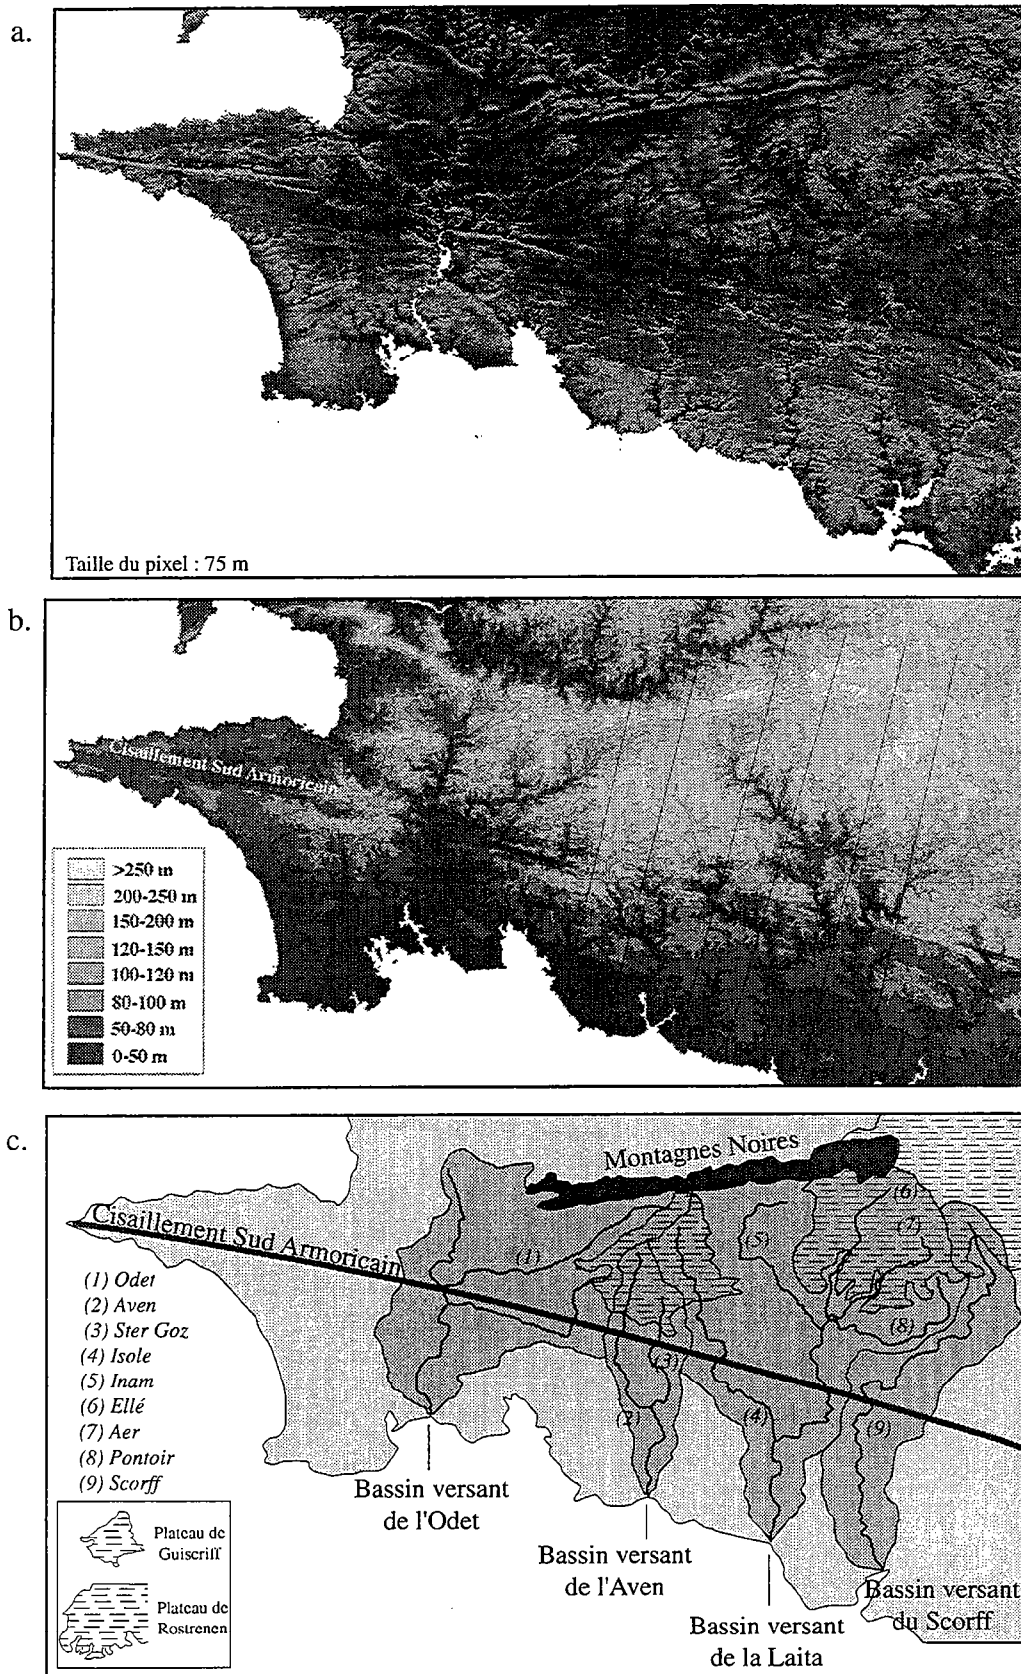 a.
Taille du pixel : 75 m
b.
Cisaillement Sud Armoricain
>250 m
200-250 m
150-200 m
120-150 m
100-120 m
80-100 m
50-80 m
0-50 m
c.
Montagnes Noires
Cisaillement Sud Armoricain
(1)
(2)
(3)
(4)
(5)
(6)
(7)
(8)
(9)
(1) Odet
(2) Aven
(3) Ster Goz
(4) Isole
(5) Inam
(6) Ellé
(7) Aer
(8) Pontoir
(9) Scorff
Plateau de
Guiscriff
Plateau de
Rostrenen
Bassin versant
de l'Odet
Bassin versant
de l'Aven
Bassin versant
de la Laita
Bassin versant
du Scorff